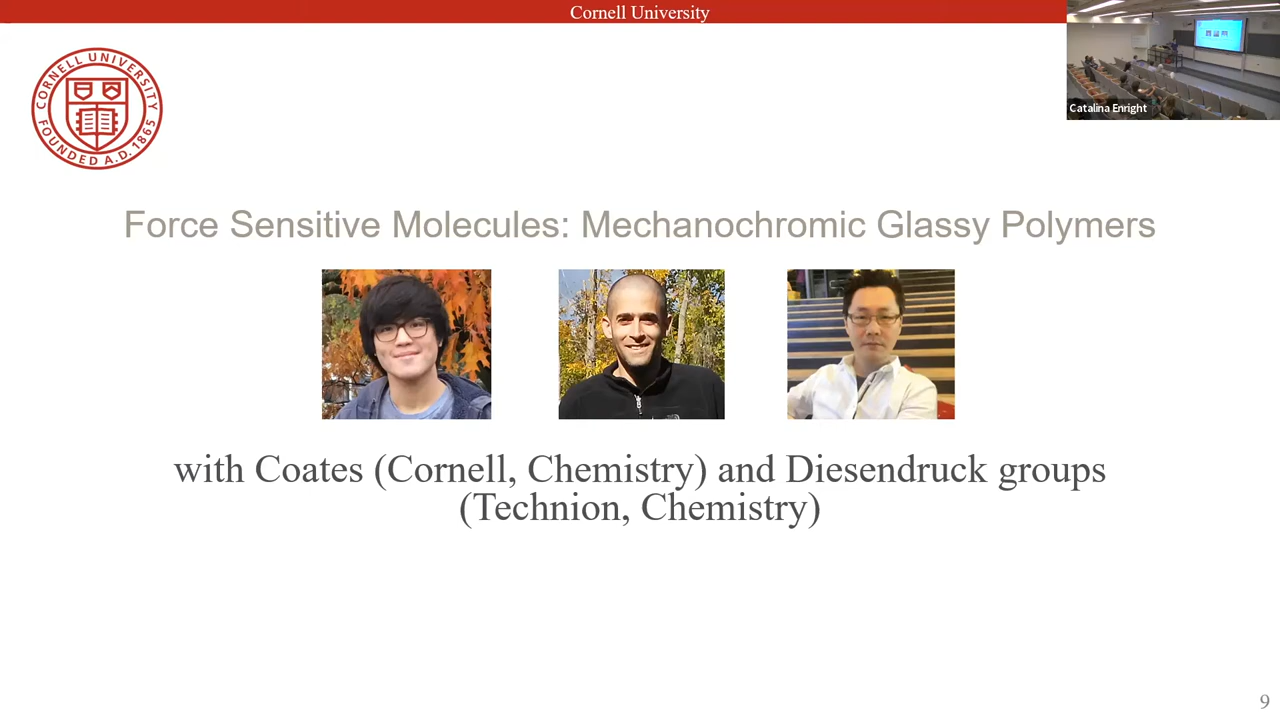 Cornell University
CORNELL UNIVERSITY
FOUNDED A.D. 1865
Catalina Enright
Force Sensitive Molecules: Mechanochromic Glassy Polymers
with Coates (Cornell, Chemistry) and Diesendruck groups
(Technion, Chemistry)
9